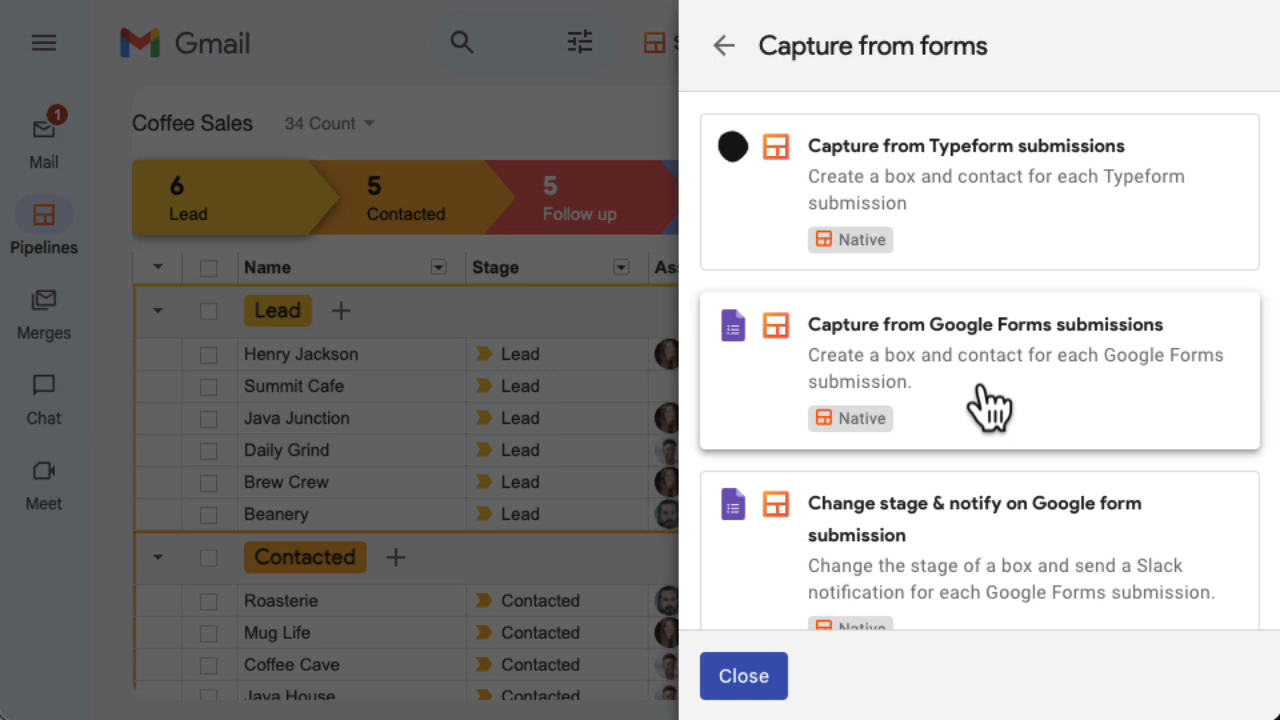 Gmail
S
1
Mail
Pipelines
Merges
Chat
Meet
Coffee Sales 34 Count
6 5 5
Lead Contacted Follow up
Name Stage As
Lead
Henry Jackson Lead
Summit Cafe Lead
Java Junction Lead
Daily Grind Lead
Brew Crew Lead
Beanery Lead
Contacted
Roasterie Contacted
Mug Life Contacted
Coffee Cave Contacted
Java House Contacted
Capture from forms
Capture from Typeform submissions
Create a box and contact for each Typeform
submission
Native
Capture from Google Forms submissions
Create a box and contact for each Google Forms
submission.
Native
Change stage & notify on Google form
submission
Change the stage of a box and send a Slack
notification for each Google Forms submission.
Native
Close